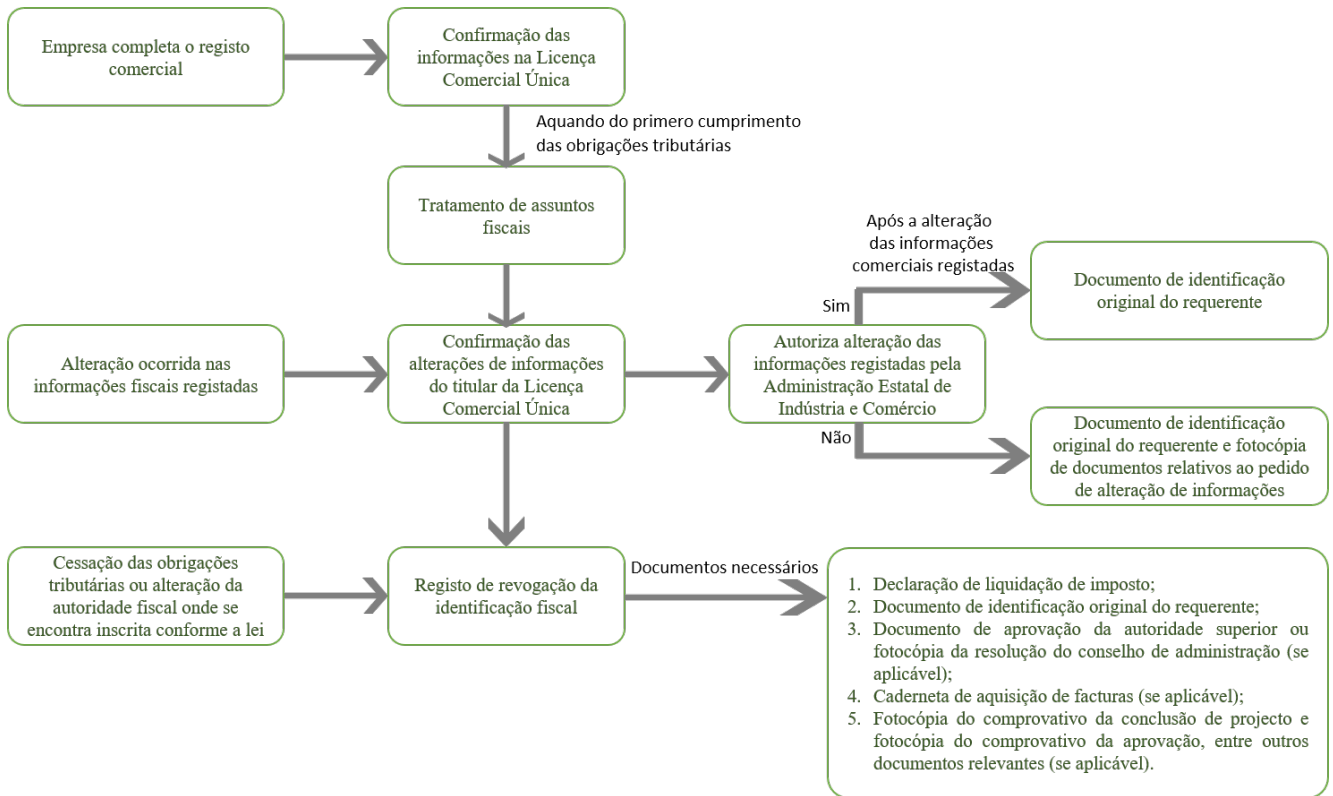 Empresa completa o registo
comercial
Confirmação das
informações na Licença
Comercial Única
Aquando do primero cumprimento
das obrigações tributárias
Tratamento de assuntos
fiscais
Após a alteração
das informações
comerciais registadas
Documento de identificação
original do requerente
Sim
Alteração ocorrida nas
informações fiscais registadas
Confirmação das
alterações de informações
do titular da Licença
Comercial Única
Autoriza alteração das
informações registadas pela
Administração Estatal de
Indústria e Comércio
Não
Documento de identificação
original do requerente e fotocópia
de documentos relativos ao pedido
de alteração de informações
Cessação das obrigações
tributárias ou alteração da
autoridade fiscal onde se
encontra inscrita conforme a lei
Registo de revogação da
identificação fiscal
Documentos necessários
1. Declaração de liquidação de imposto;
2. Documento de identificação original do requerente;
3. Documento de aprovação da autoridade superior ou
fotocópia da resolução do conselho de administração (se
aplicável);
4. Caderneta de aquisição de facturas (se aplicável);
5. Fotocópia do comprovativo da conclusão de projecto e
fotocópia do comprovativo da aprovação, entre outros
documentos relevantes (se aplicável).